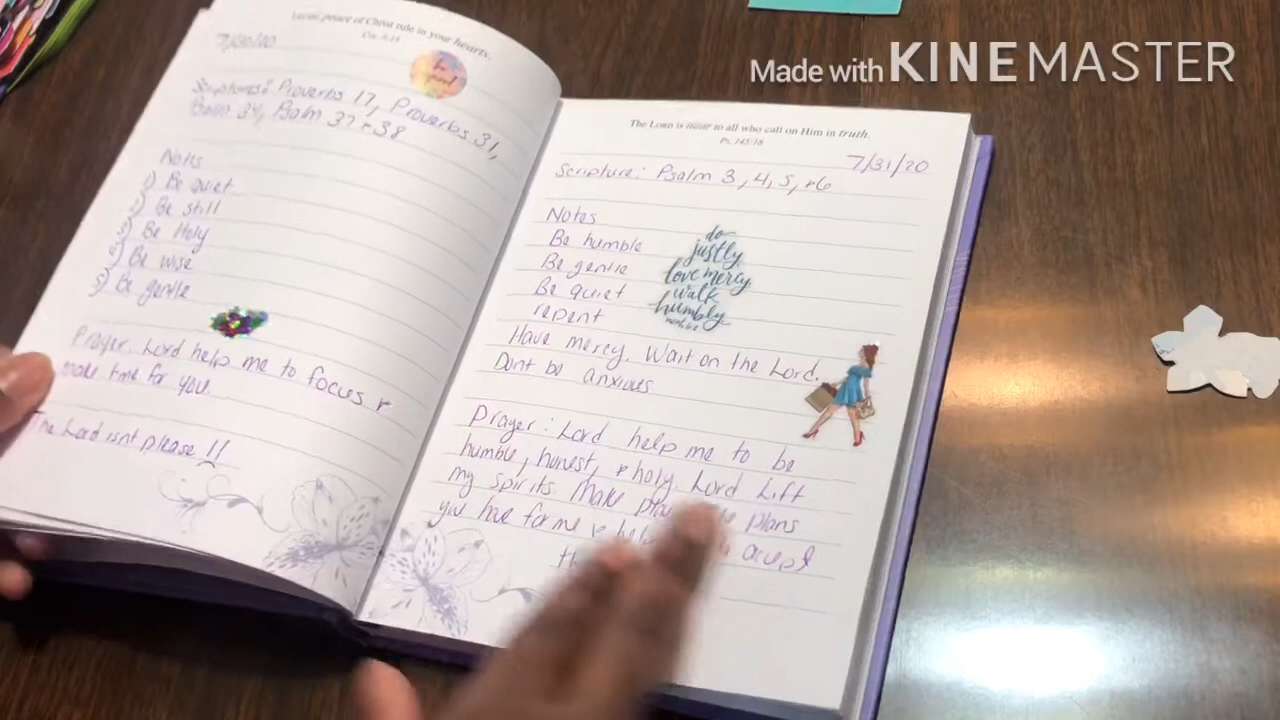 Made with KINEMASTER
peace of Christ rule in your hearts.
7/30/20
be
kind
Scriptures: Proverbs 17, Proverbs 31,
Psalm 34, Psalm 37 + 38
Notes
1) Be quiet
2) Be still
3) Be Holy
4) Be wise
5) Be gentle
Prayer. Lord help me to focus +
make time for you.
The Lord isnt please !!
The LORD is near to all who call on Him in truth.
Ps. 145:18
7/31/20
Scripture: Psalm 3, 4, 5, +6
Notes
Be humble
Be gentle
Be quiet
repent
Have mercy. Wait on the Lord.
Dont be anxious
do
justly
love mercy
walk
humbly
Prayer: Lord help me to be
humble, honest, + holy. Lord Lift
my spirits. Make plans
you have for me + accept